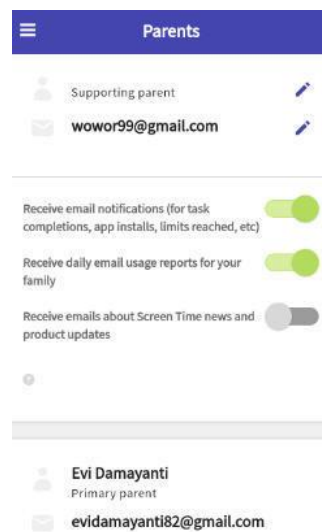 Parents
Supporting parent
wowor99@gmail.com
Receive email notifications (for task
completions, app installs, limits reached, etc)
Receive daily email usage reports for your
family
Receive emails about Screen Time news and
product updates
Evi Damayanti
Primary parent
evidamayanti82@gmail.com